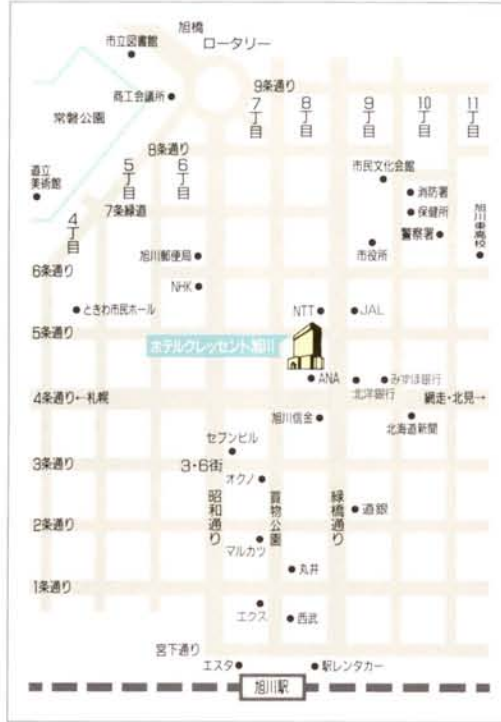 旭橋
ロータリー
市立図書館
商工会議所
9条通り
7丁目
8丁目
9丁目
10丁目
11丁目
常磐公園
8条通り
5丁目
6丁目
市民文化会館
道立
美術館
消防署
保健所
7条緑道
4丁目
警察署
旭川東高校
旭川郵便局
市役所
6条通り
NHK
ときわ市民ホール
NTT
JAL
5条通り
ホテルクレッセント旭川
ANA
北洋銀行
みずほ銀行
4条通り←札幌
網走・北見→
旭川信金
北海道新聞
セブンビル
3条通り
3・6街
オクノ
昭和通り
買物公園
緑橋通り
道銀
2条通り
マルカツ
丸井
1条通り
エクス
西武
宮下通り
エスタ
駅レンタカー
旭川駅